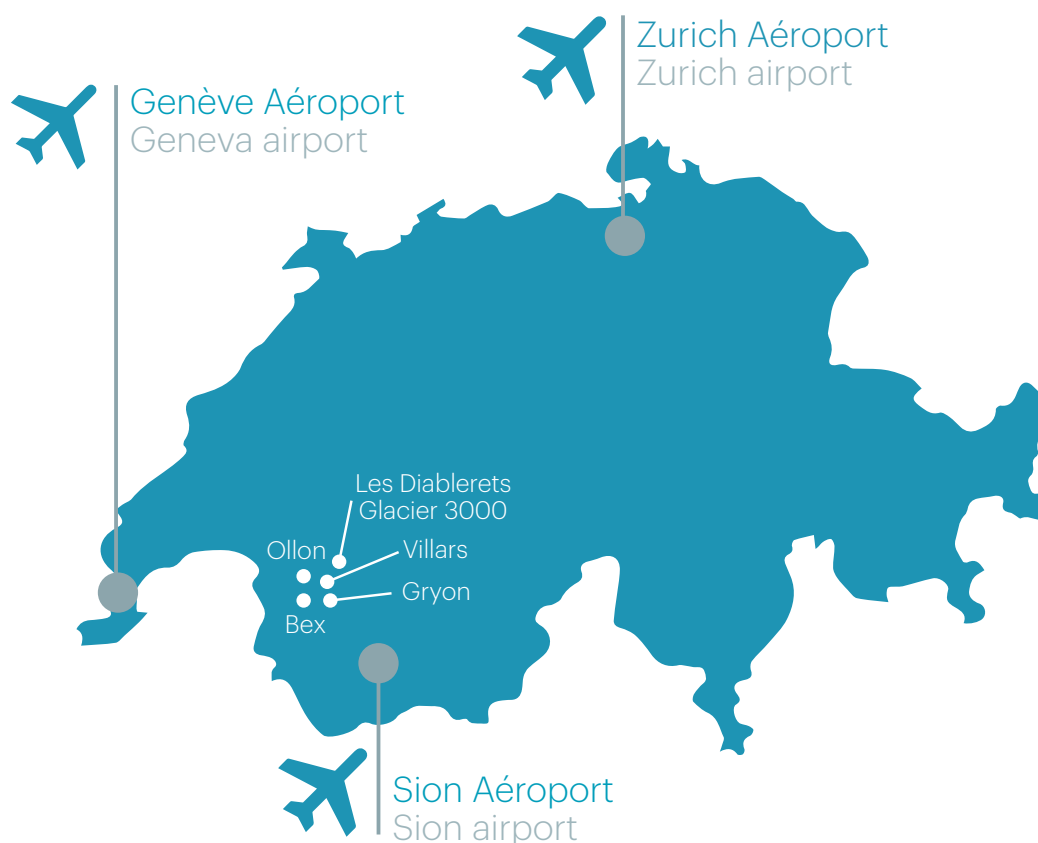 Zurich Aéroport
Zurich airport
Genève Aéroport
Geneva airport
Les Diablerets
Glacier 3000
Ollon
Villars
Gryon
Bex
Sion Aéroport
Sion airport